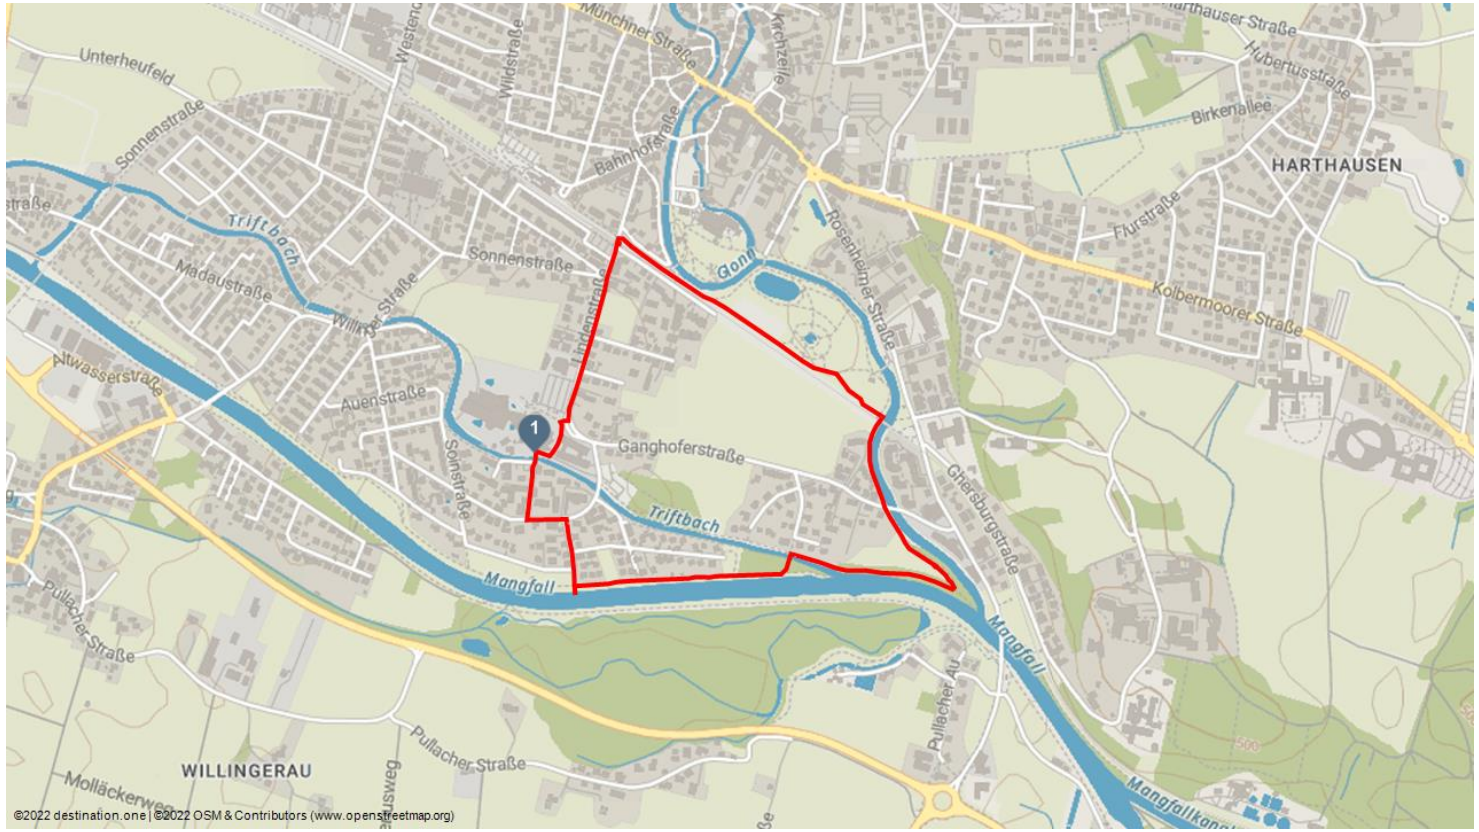 Münchner Straße
Kirchzeile
Harthauser Straße
Hubertusstraße
Unterheufeld
Wildstraße
Birkenallee
Sonnenstraße
Bahnhofstraße
HARTHAUSEN
straße
Triftbach
Flurstraße
Rosenheimer Straße
Sonnenstraße
Gonn
Madaustraße
Kolbermoorer Straße
Willinger Straße
Lindenstraße
Altwasserstraße
Auenstraße
1
Ganghoferstraße
Soinstraße
Ghersburgstraße
Triftbach
Mangfall
Pullacher Straße
Mangfall
Pullacher Au
Pullacher Straße
500
WILLINGERAU
Molläckerweg
Mangfallkanal
©2022 destination.one | ©2022 OSM & Contributors (www.openstreetmap.org)